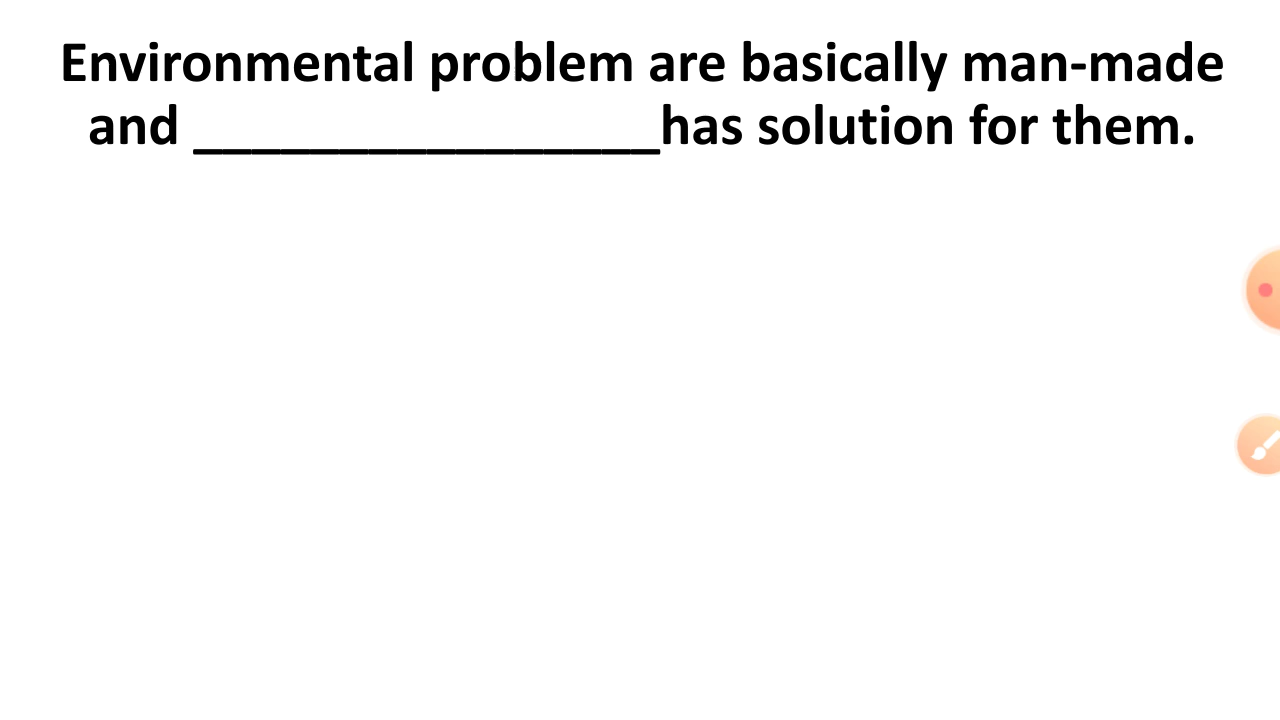 Environmental problem are basically man-made
and ________________has solution for them.